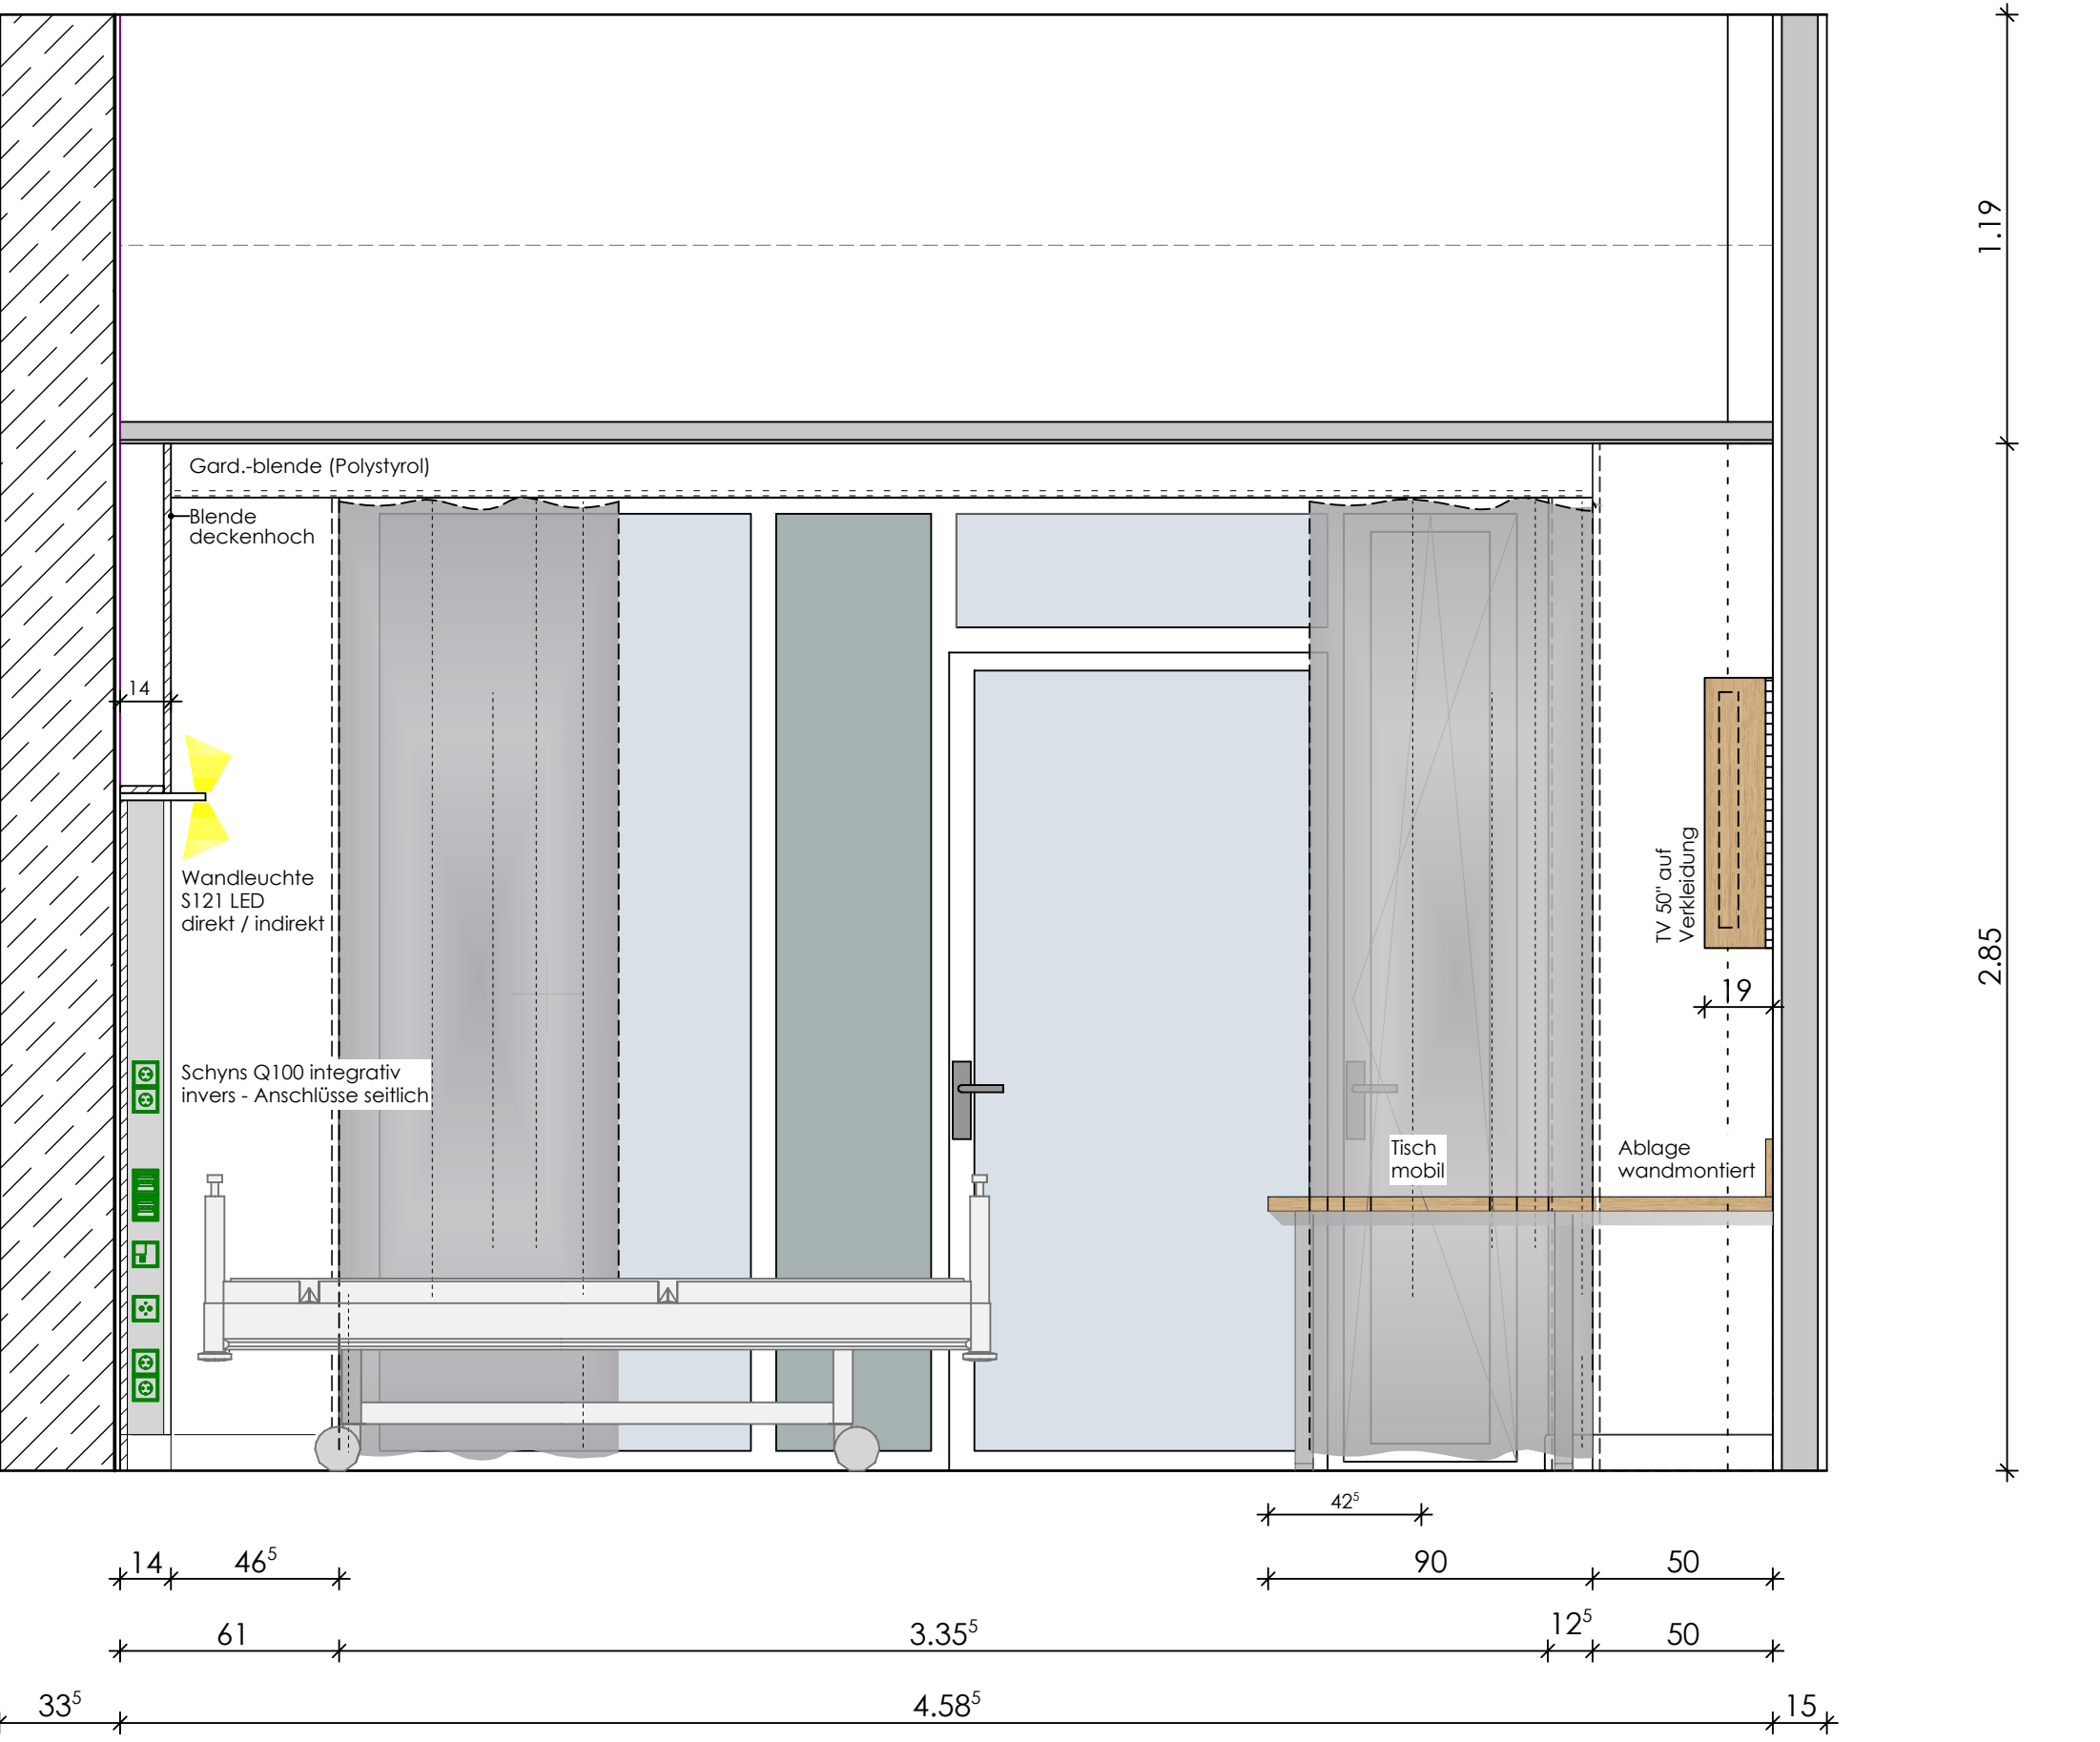 1.19
Gard.-blende (Polystyrol)
Blende
deckenhoch
14
Wandleuchte
S121 LED
direkt / indirekt
TV 50" auf
Verkleidung
2.85
19
Schyns Q100 integrativ
invers - Anschlüsse seitlich
Tisch
mobil
Ablage
wandmontiert
42⁵
14 46⁵ 90 50
61 3.35⁵ 12⁵ 50
33⁵ 4.58⁵ 15